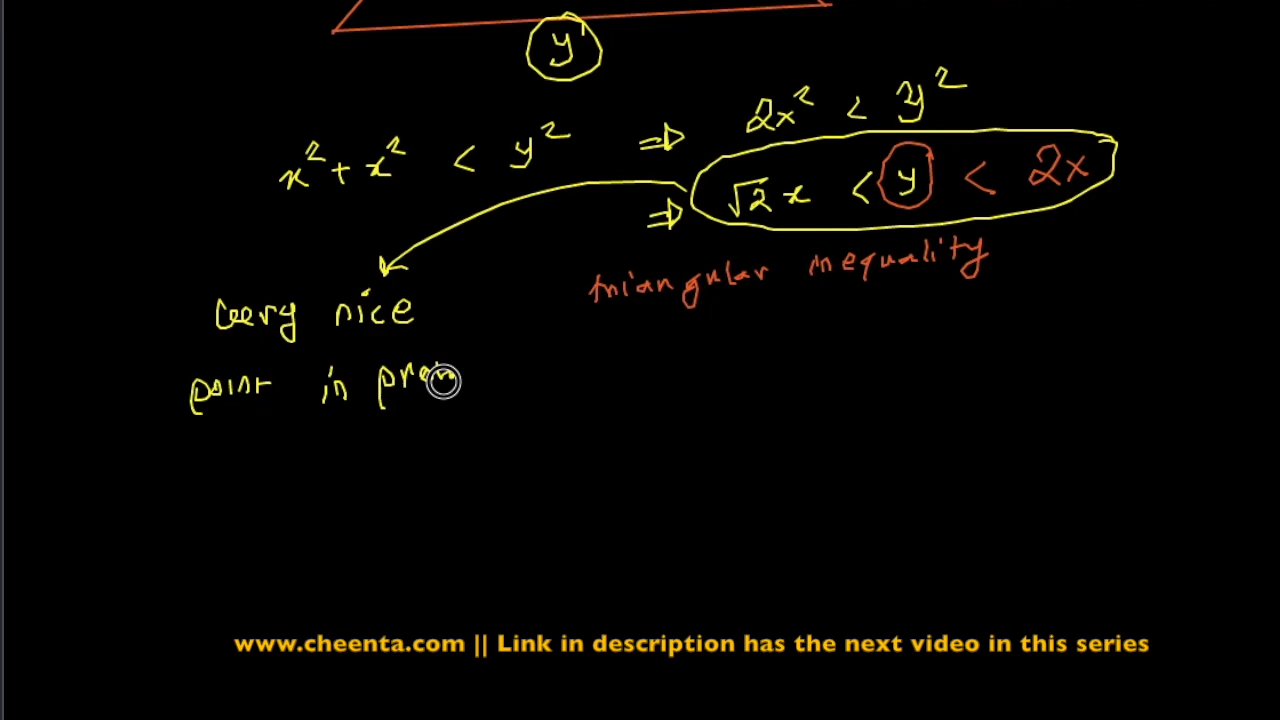 y
x² + x² < y² ⇒ 2x² < y²
⇒ √2 x < y < 2x
triangular inequality
very nice
point in
www.cheenta.com || Link in description has the next video in this series